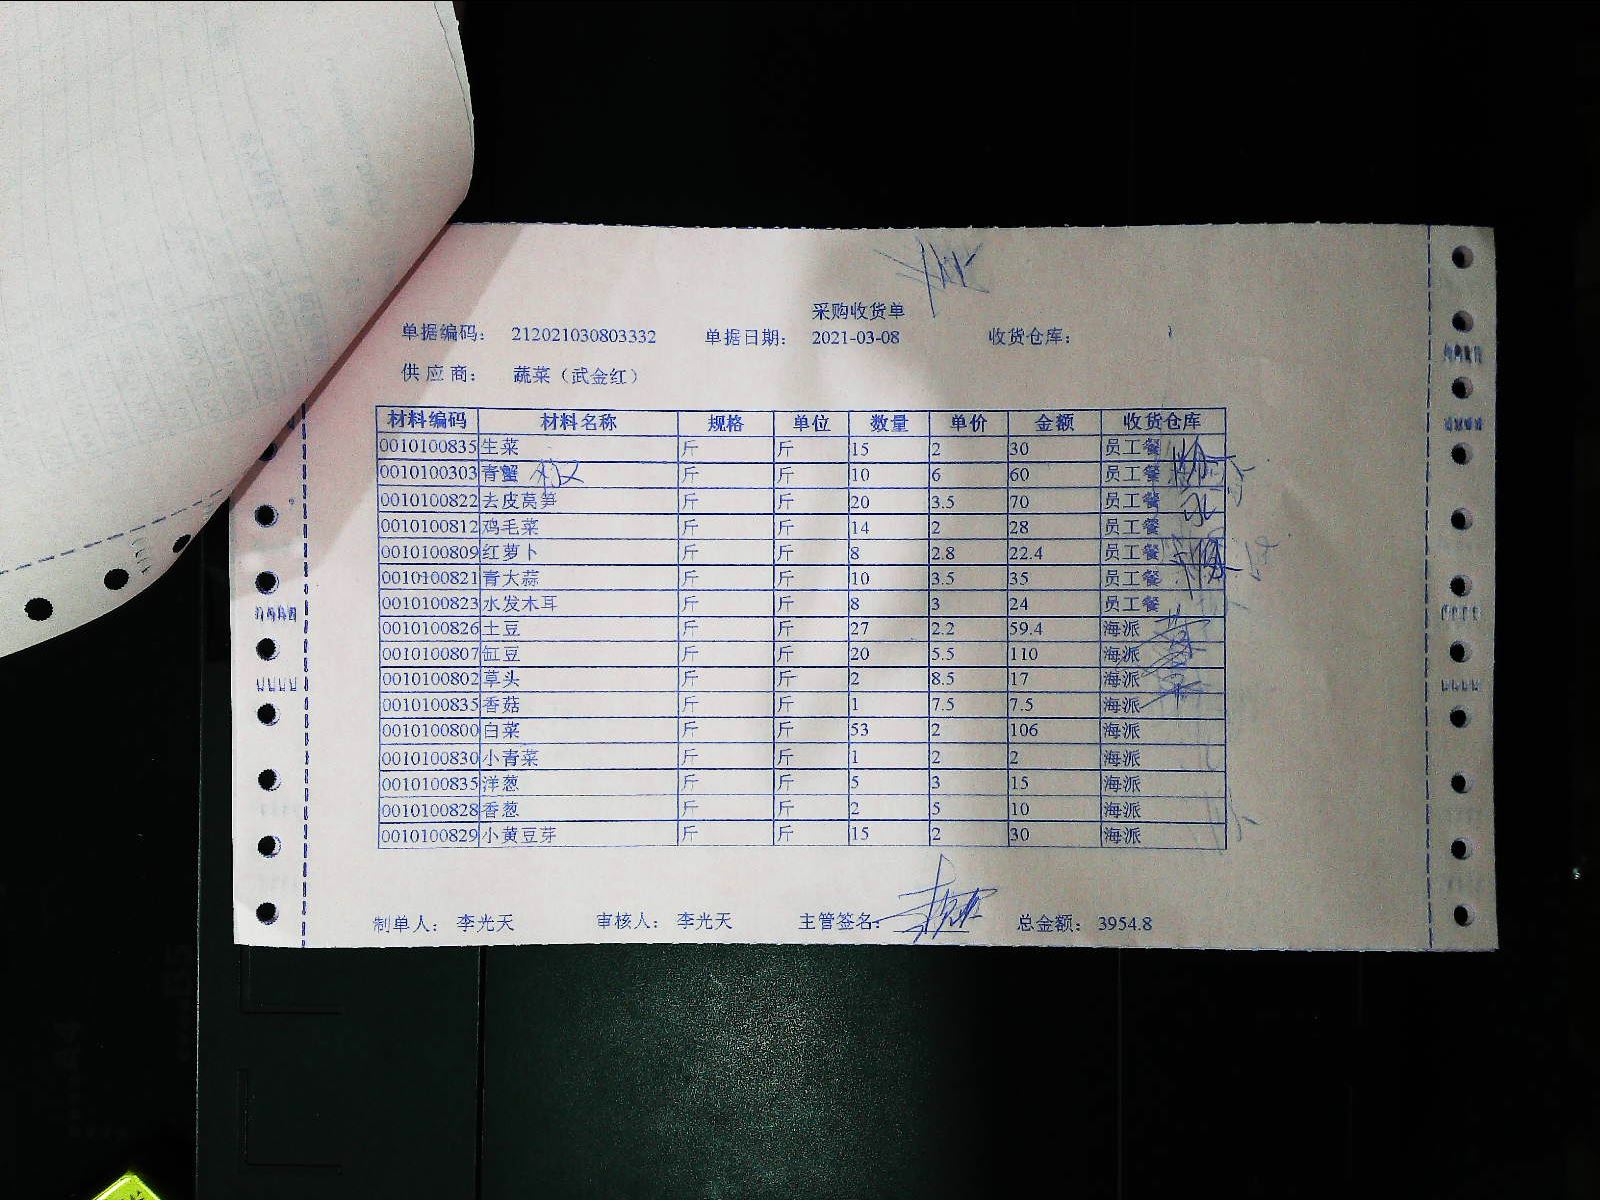 采购收货单
单据编码： 212021030803332 单据日期： 2021-03-08 收货仓库：
供 应 商： 蔬菜（武金红）
材料编码 材料名称 规格 单位 数量 单价 金额 收货仓库
0010100835 生菜 斤 斤 15 2 30 员工餐
0010100303 青蟹 斤 斤 10 6 60 员工餐
0010100822 去皮莴笋 斤 斤 20 3.5 70 员工餐
0010100812 鸡毛菜 斤 斤 14 2 28 员工餐
0010100809 红萝卜 斤 斤 8 2.8 22.4 员工餐
0010100821 青大蒜 斤 斤 10 3.5 35 员工餐
0010100823 水发木耳 斤 斤 8 3 24 员工餐
0010100826 土豆 斤 斤 27 2.2 59.4 海派
0010100807 缸豆 斤 斤 20 5.5 110 海派
0010100802 草头 斤 斤 2 8.5 17 海派
0010100835 香菇 斤 斤 1 7.5 7.5 海派
0010100800 白菜 斤 斤 53 2 106 海派
0010100830 小青菜 斤 斤 1 2 2 海派
0010100835 洋葱 斤 斤 5 3 15 海派
0010100828 香葱 斤 斤 2 5 10 海派
0010100829 小黄豆芽 斤 斤 15 2 30 海派
制单人： 李光天 审核人： 李光天 主管签名： 总金额： 3954.8